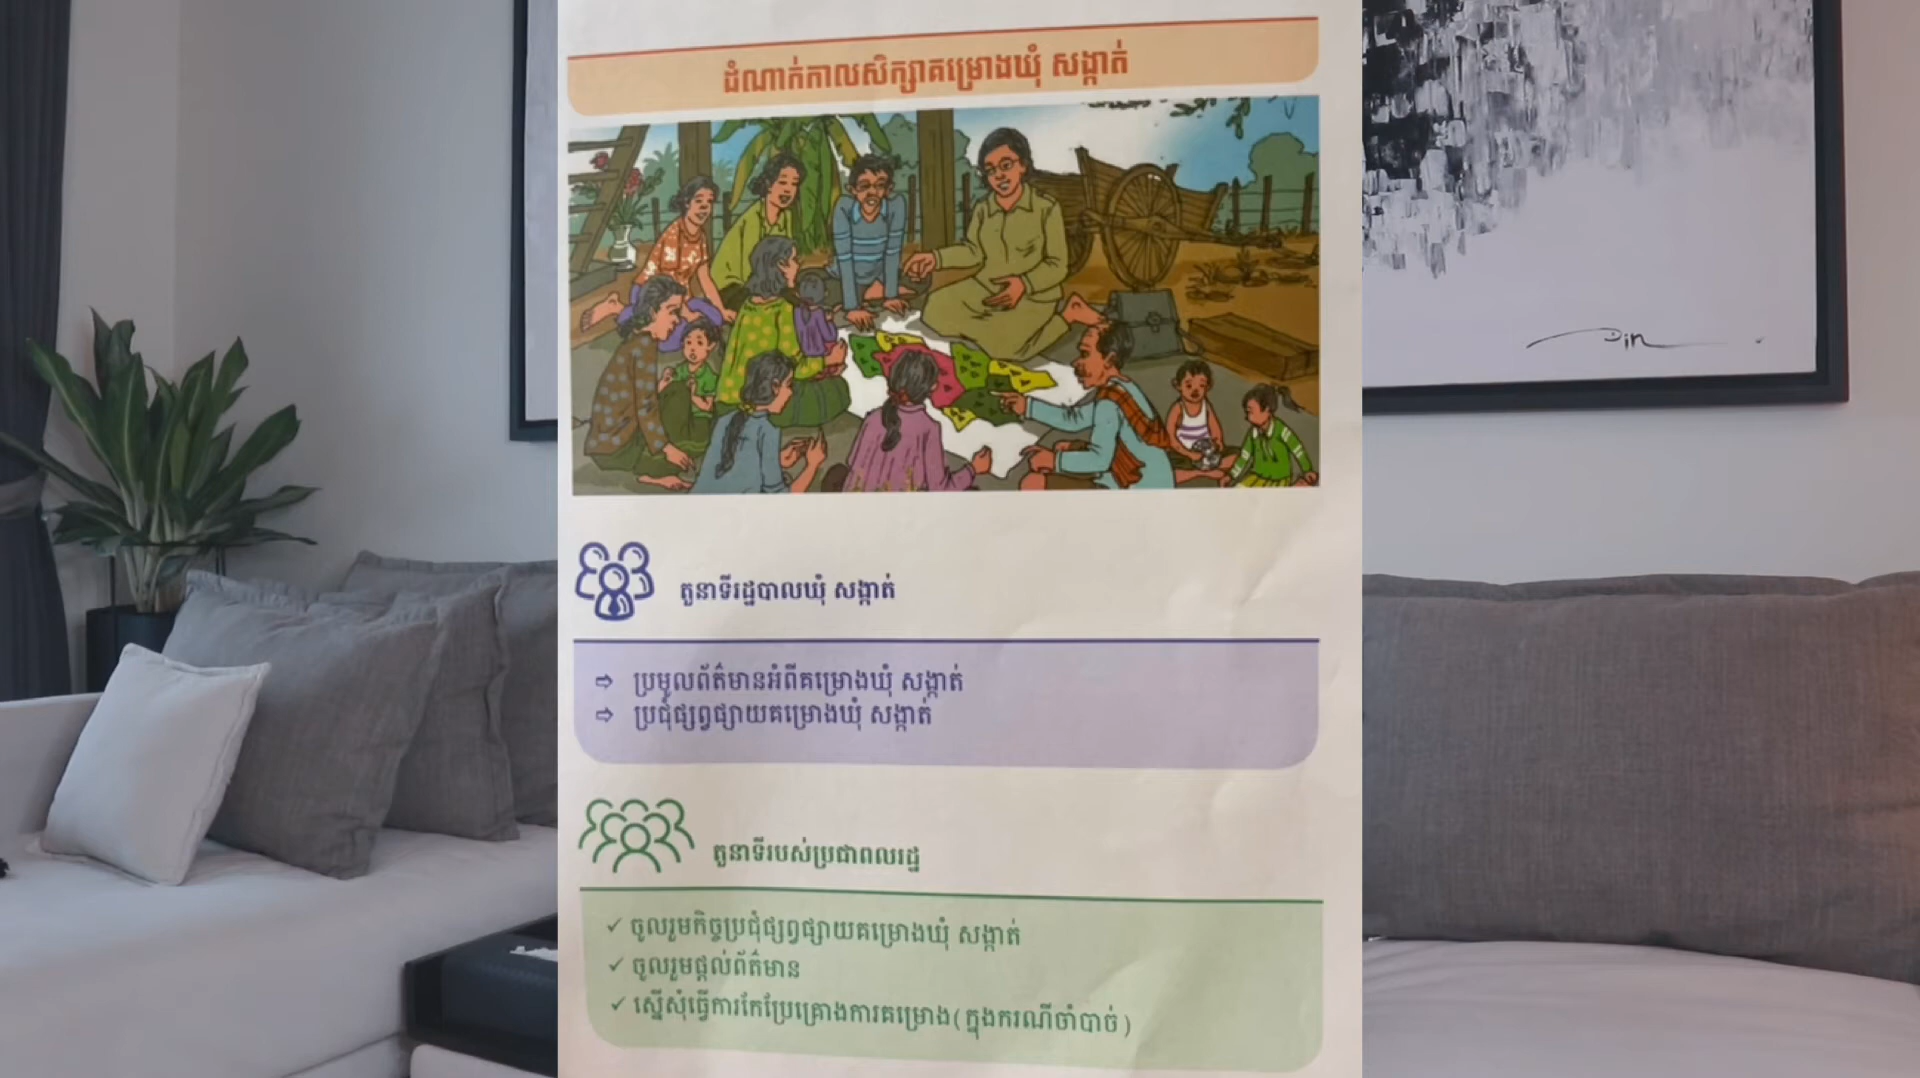 ដំណាក់កាលសិក្សាគម្រោងឃុំ សង្កាត់
តួនាទីរដ្ឋបាលឃុំ សង្កាត់
⇨ ប្រមូលព័ត៌មានអំពីគម្រោងឃុំ សង្កាត់
⇨ ប្រជុំផ្សព្វផ្សាយគម្រោងឃុំ សង្កាត់
តួនាទីរបស់ប្រជាពលរដ្ឋ
✓ ចូលរួមកិច្ចប្រជុំផ្សព្វផ្សាយគម្រោងឃុំ សង្កាត់
✓ ចូលរួមផ្តល់ព័ត៌មាន
✓ ស្នើសុំធ្វើការកែប្រែគ្រោងការគម្រោង(ក្នុងករណីចាំបាច់)